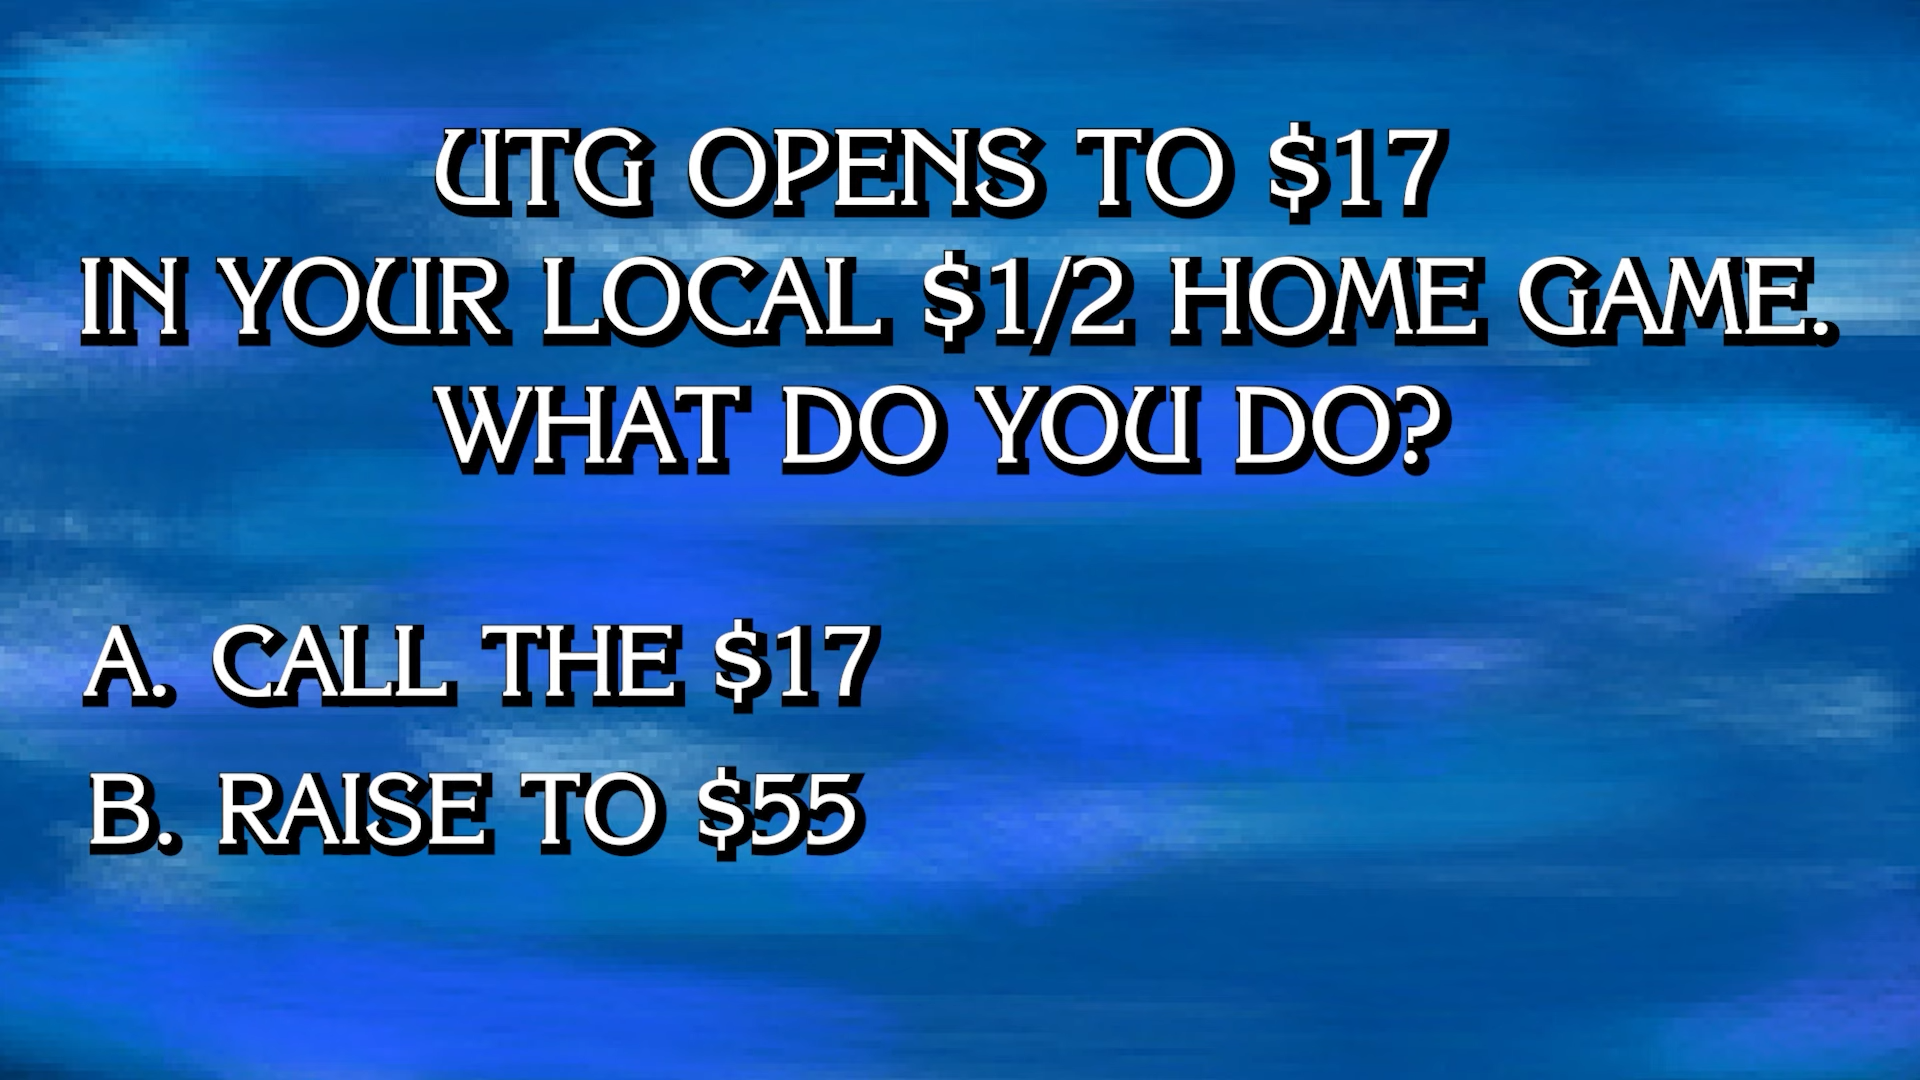 UTG OPENS TO $17
IN YOUR LOCAL $1/2 HOME GAME.
WHAT DO YOU DO?
A. CALL THE $17
B. RAISE TO $55